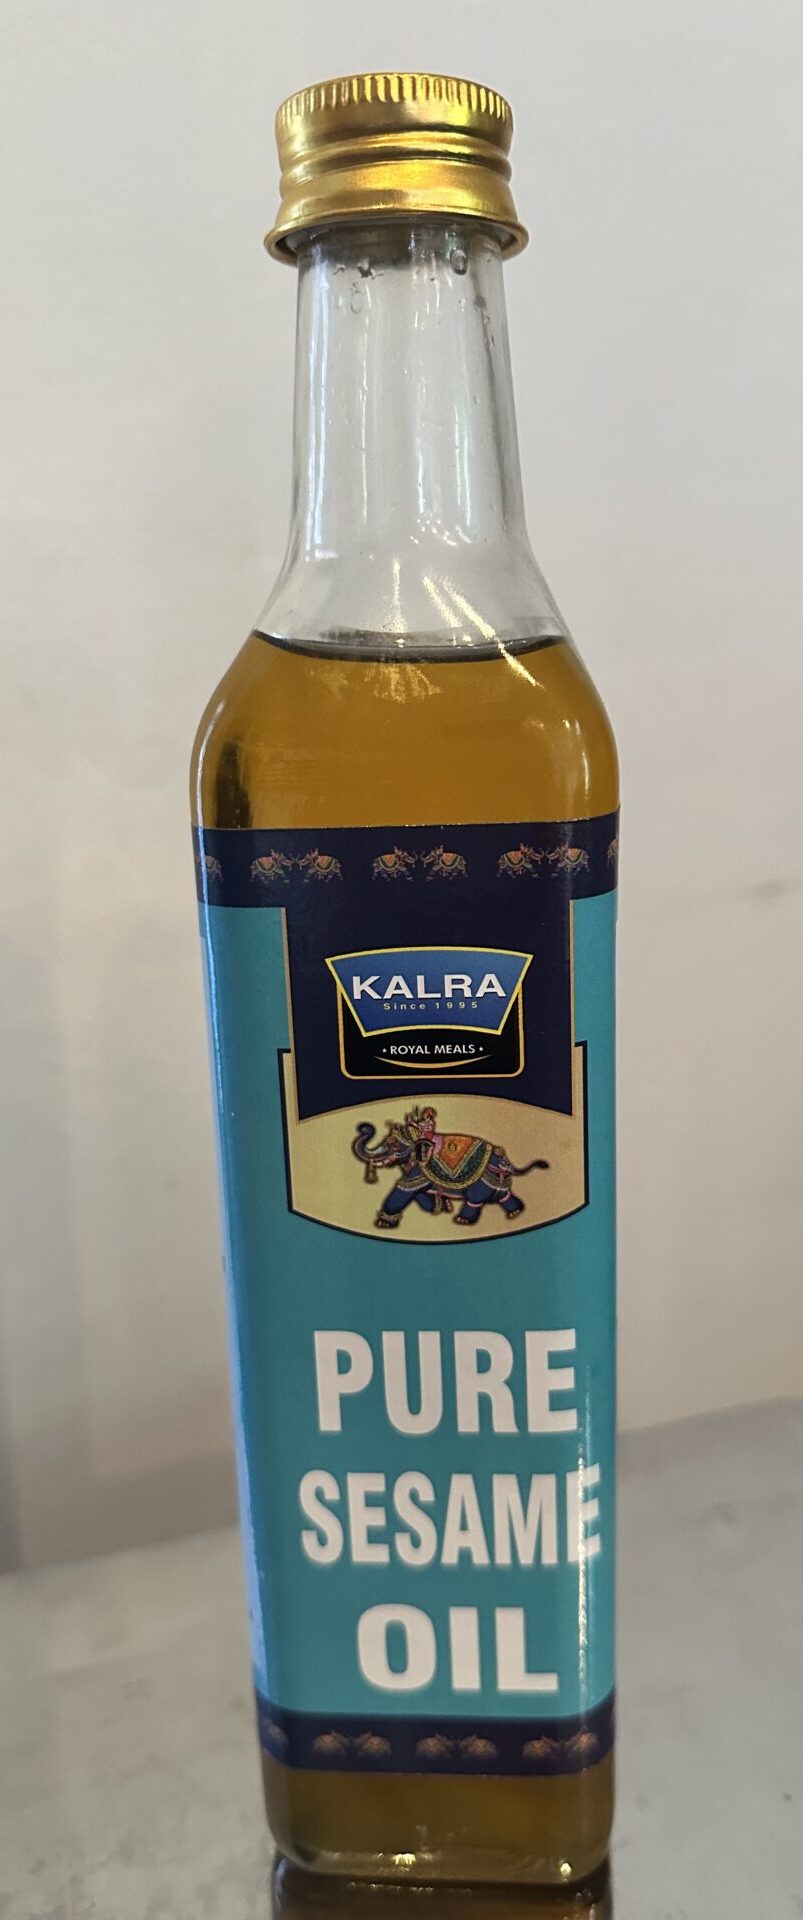 KALRA
Since 1995
• ROYAL MEALS •
PURE
SESAME
OIL